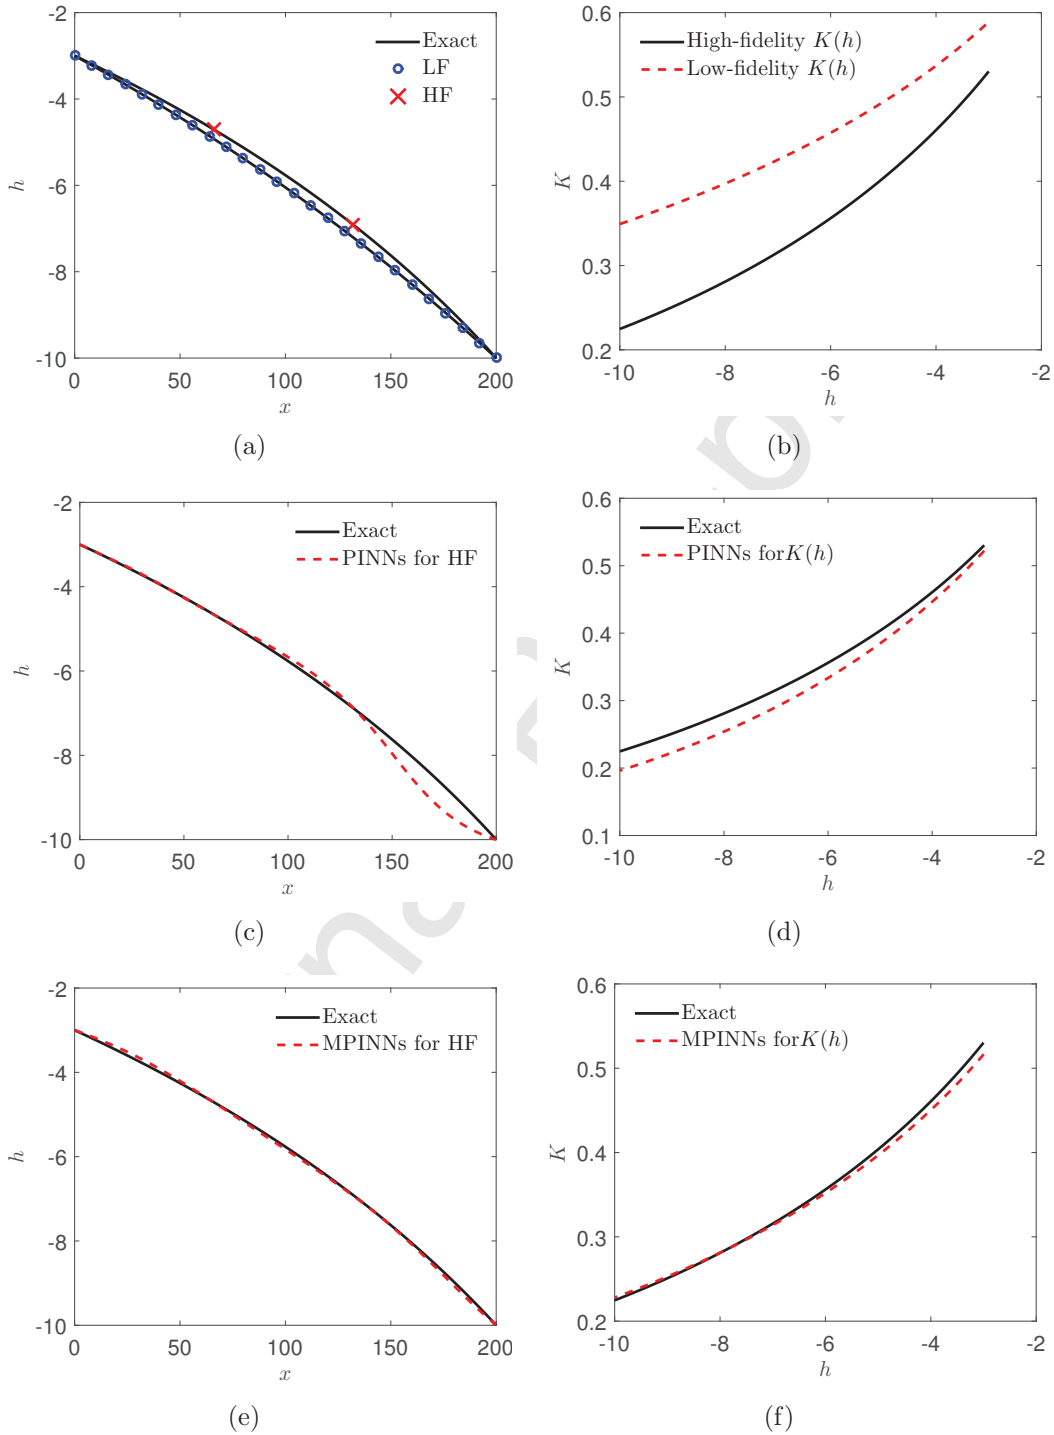 -2
-4
-6
-8
-10
0
50
100
150
200
h
x
Exact
LF
HF
(a)
0.6
0.5
0.4
0.3
0.2
-10
-8
-6
-4
-2
K
h
High-fidelity K(h)
Low-fidelity K(h)
(b)
-2
-4
-6
-8
-10
0
50
100
150
200
h
x
Exact
PINNs for HF
(c)
0.6
0.5
0.4
0.3
0.2
0.1
-10
-8
-6
-4
-2
K
h
Exact
PINNs forK(h)
(d)
-2
-4
-6
-8
-10
0
50
100
150
200
h
x
Exact
MPINNs for HF
(e)
0.6
0.5
0.4
0.3
0.2
-10
-8
-6
-4
-2
K
h
Exact
MPINNs forK(h)
(f)